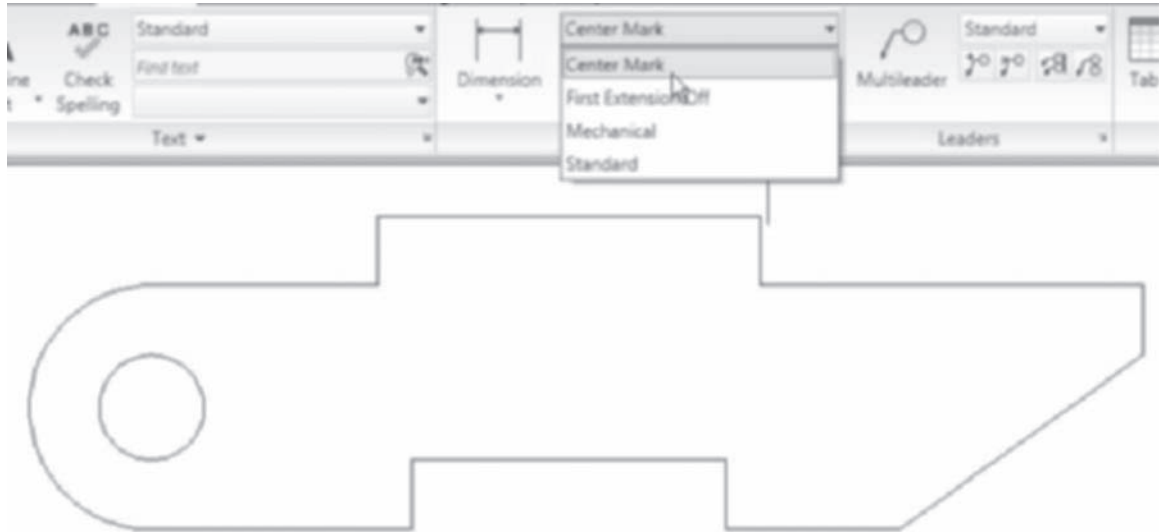 ABC
Check
Spelling
Standard
Find text
Text
Dimension
Center Mark
Center Mark
First Extension Off
Mechanical
Standard
Multileader
Standard
Leaders